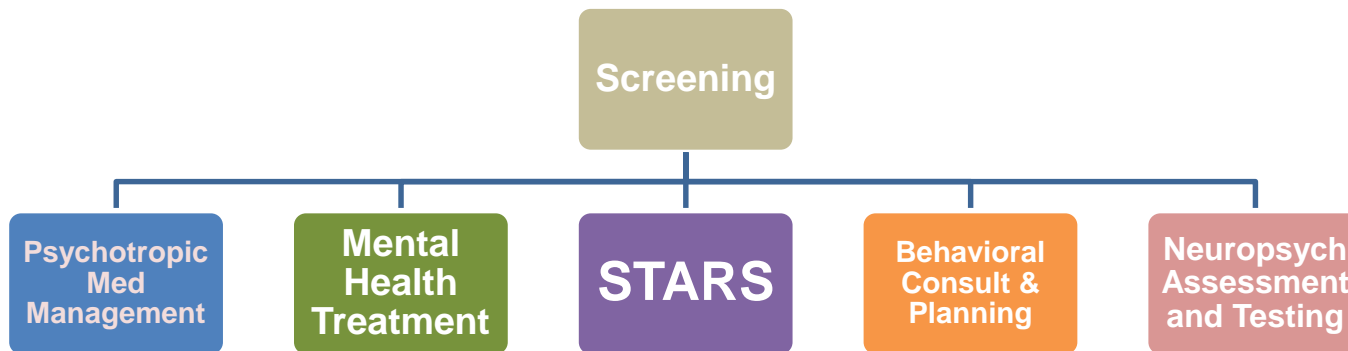 Screening
Psychotropic
Med
Management
Mental
Health
Treatment
STARS
Behavioral
Consult &
Planning
Neuropsych
Assessment
and Testing